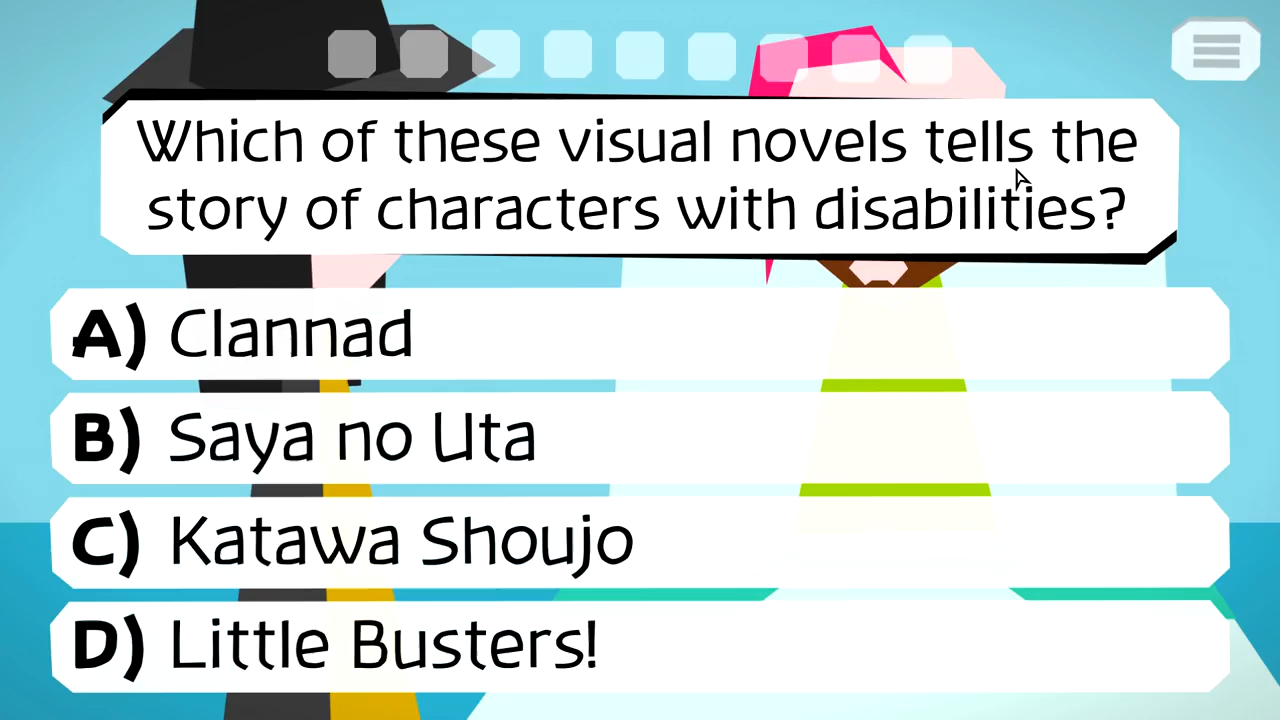 Which of these visual novels tells the
story of characters with disabilities?
A) Clannad
B) Saya no Uta
C) Katawa Shoujo
D) Little Busters!